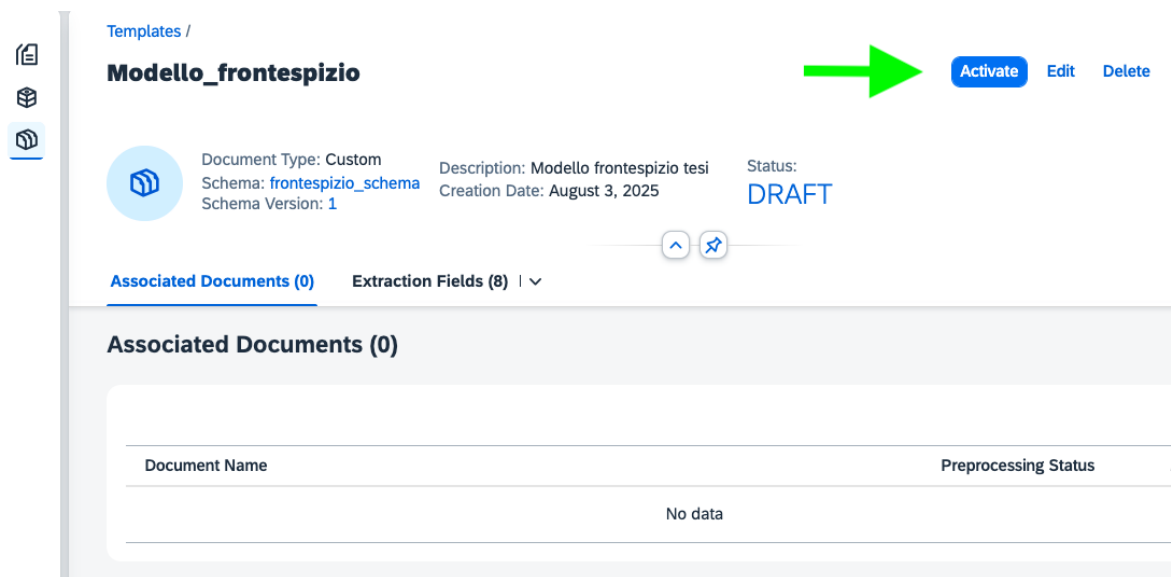 Templates /
Modello_frontespizio
Activate Edit Delete
Document Type: Custom
Schema: frontespizio_schema
Schema Version: 1
Description: Modello frontespizio tesi
Creation Date: August 3, 2025
Status:
DRAFT
Associated Documents (0) Extraction Fields (8)
Associated Documents (0)
Document Name Preprocessing Status
No data